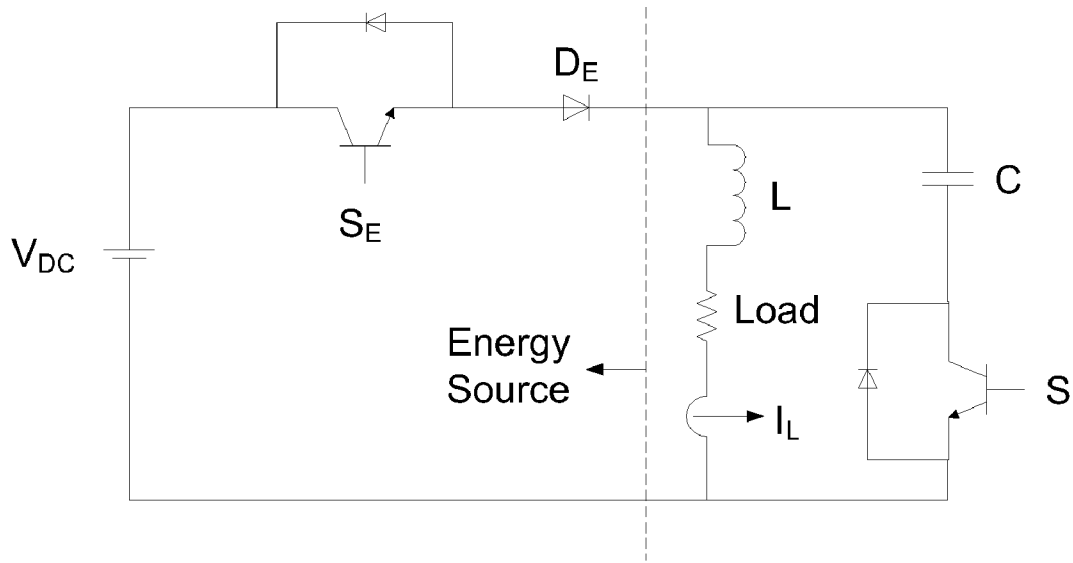 D_E
S_E
V_DC
L
C
Load
Energy
Source
I_L
S